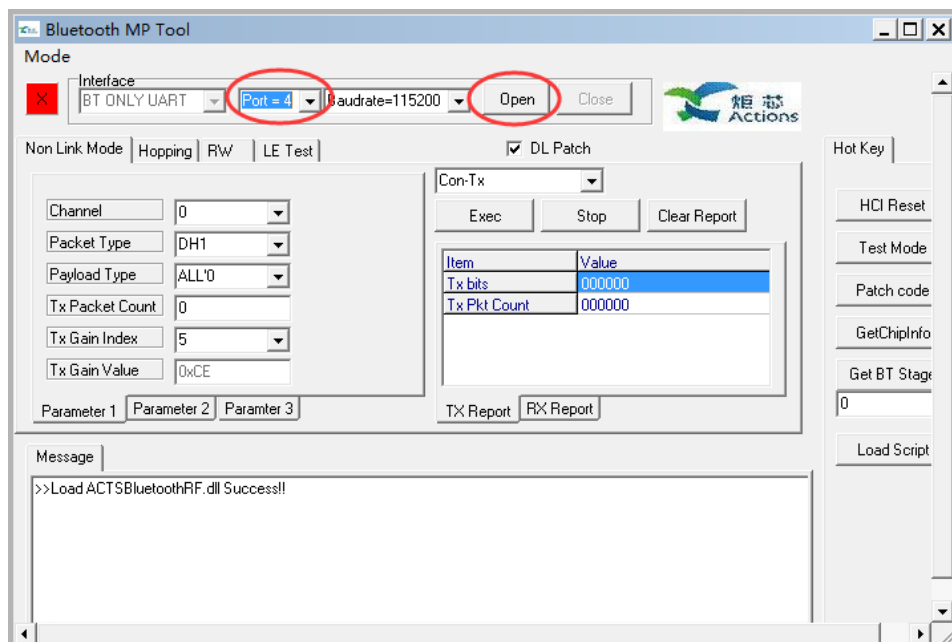 Bluetooth MP Tool
Mode
Interface
X
BT ONLY UART
Port = 4
Baudrate=115200
Open
Close
炬芯
Actions
Non Link Mode
Hopping
RW
LE Test
DL Patch
Hot Key
Con-Tx
Exec
Stop
Clear Report
Channel
0
Packet Type
DH1
Payload Type
ALL'0
Tx Packet Count
0
Tx Gain Index
5
Tx Gain Value
0xCE
Item Value
Tx bits 000000
Tx Pkt Count 000000
Parameter 1
Parameter 2
Paramter 3
TX Report
RX Report
HCI Reset
Test Mode
Patch code
GetChipInfo
Get BT Stage
0
Load Script
Message
>>Load ACTSBluetoothRF.dll Success!!